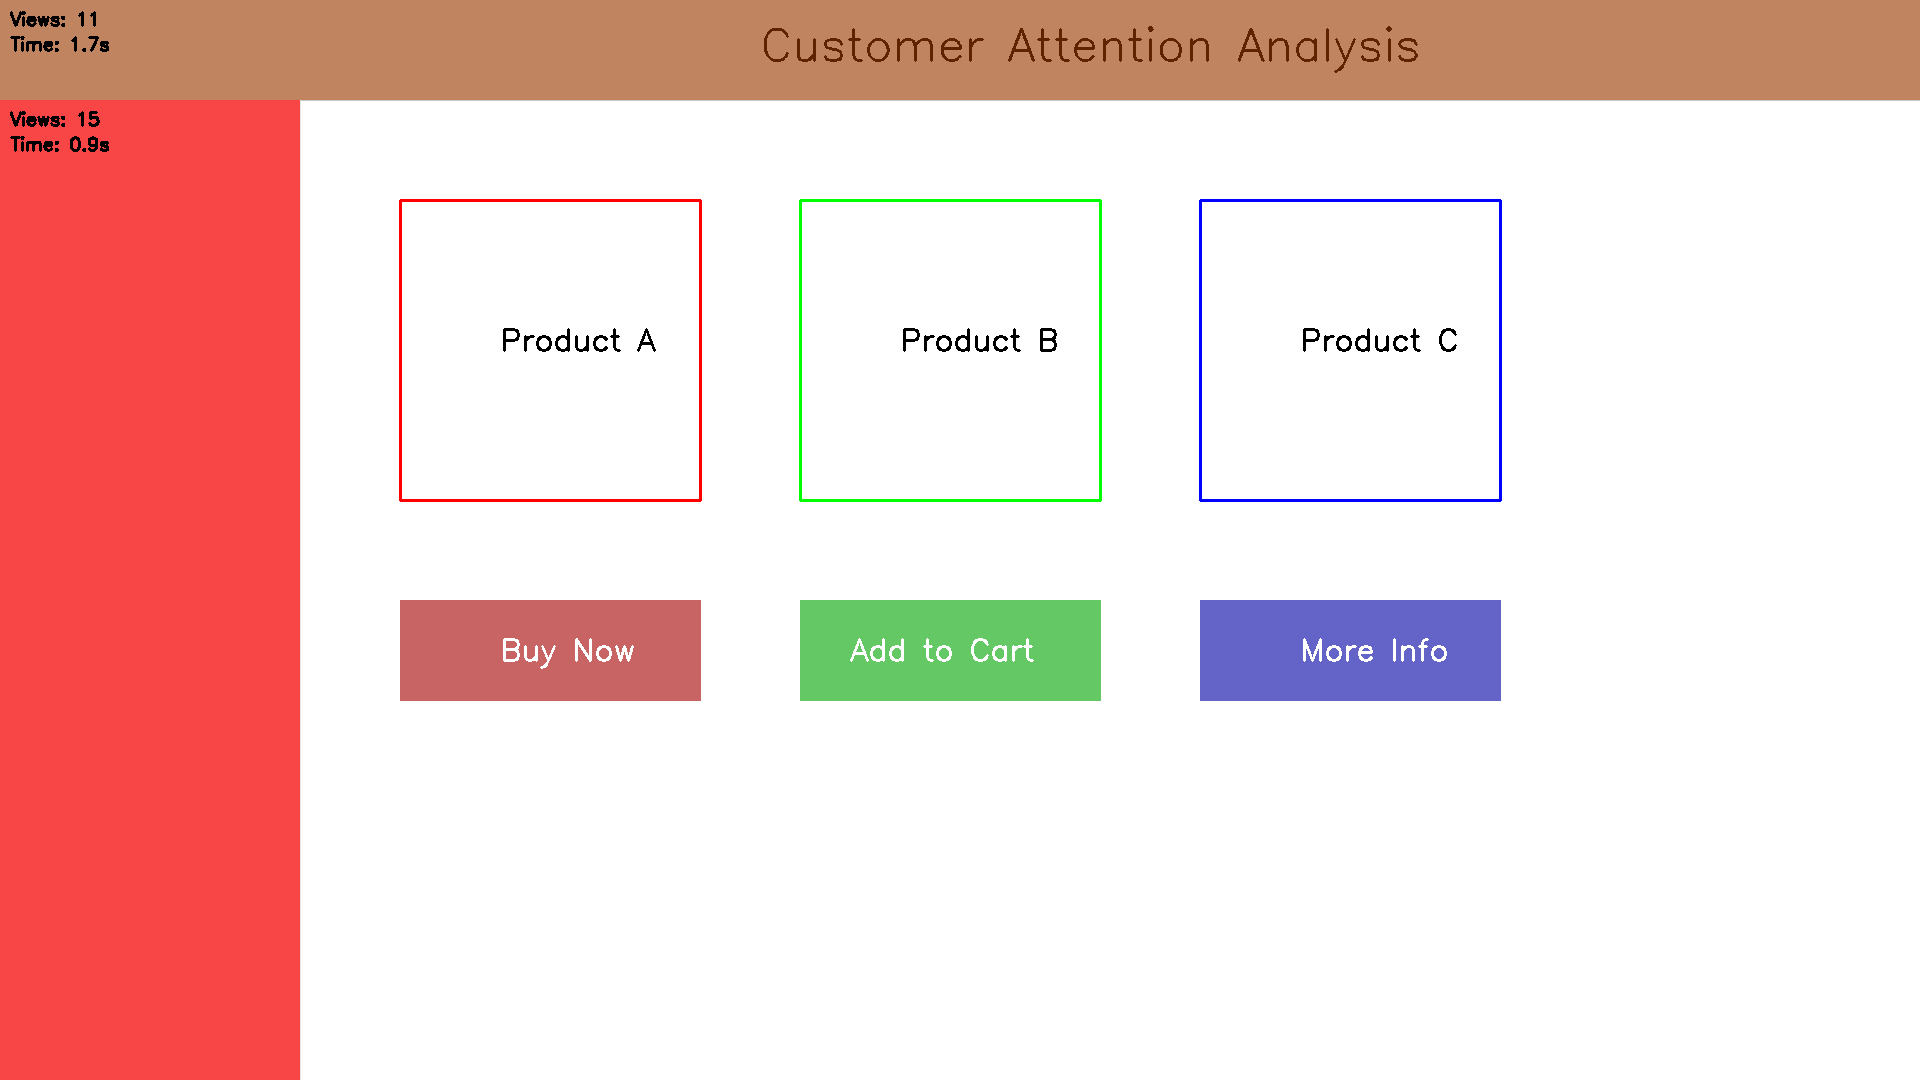 Views: 11
Time: 1.7s
Customer Attention Analysis
Views: 15
Time: 0.9s
Product A
Product B
Product C
Buy Now
Add to Cart
More Info